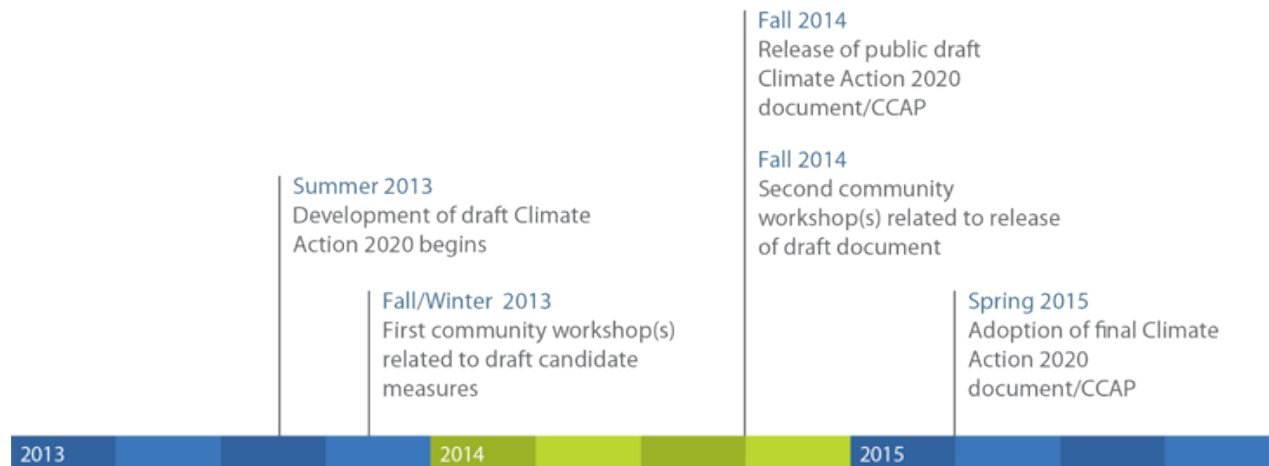 Fall 2014
Release of public draft
Climate Action 2020
document/CCAP
Fall 2014
Second community
workshop(s) related to release
of draft document
Summer 2013
Development of draft Climate
Action 2020 begins
Fall/Winter 2013
First community workshop(s)
related to draft candidate
measures
Spring 2015
Adoption of final Climate
Action 2020
document/CCAP
2013
2014
2015